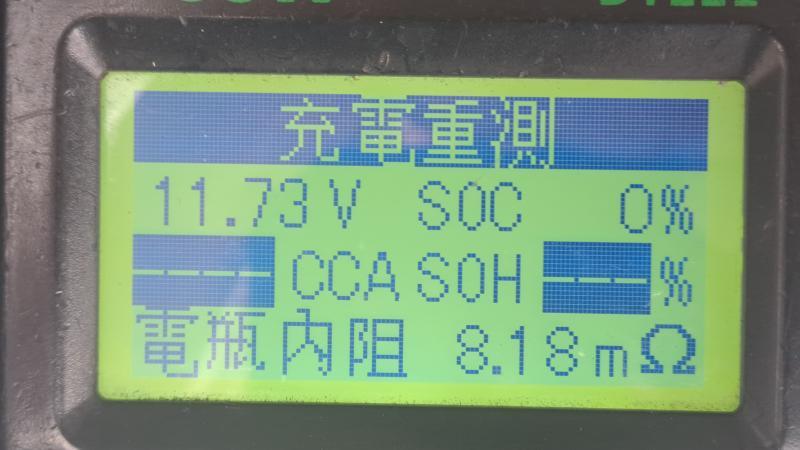 充電重測
11.73V SOC 0%
---- CCA SOH ---%
電瓶內阻 8.18mΩ